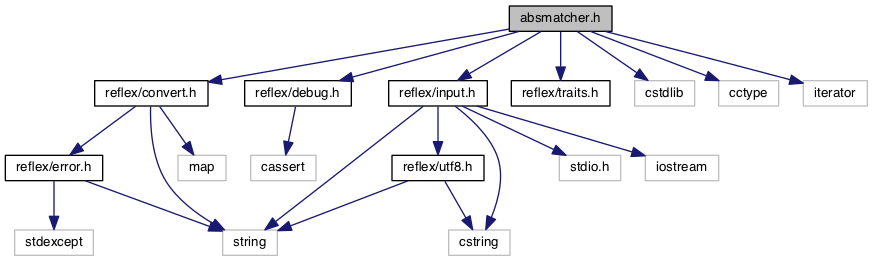 absmatcher.h
reflex/convert.h
reflex/debug.h
reflex/input.h
reflex/traits.h
cstdlib
cctype
iterator
reflex/error.h
map
cassert
reflex/utf8.h
stdio.h
iostream
stdexcept
string
cstring